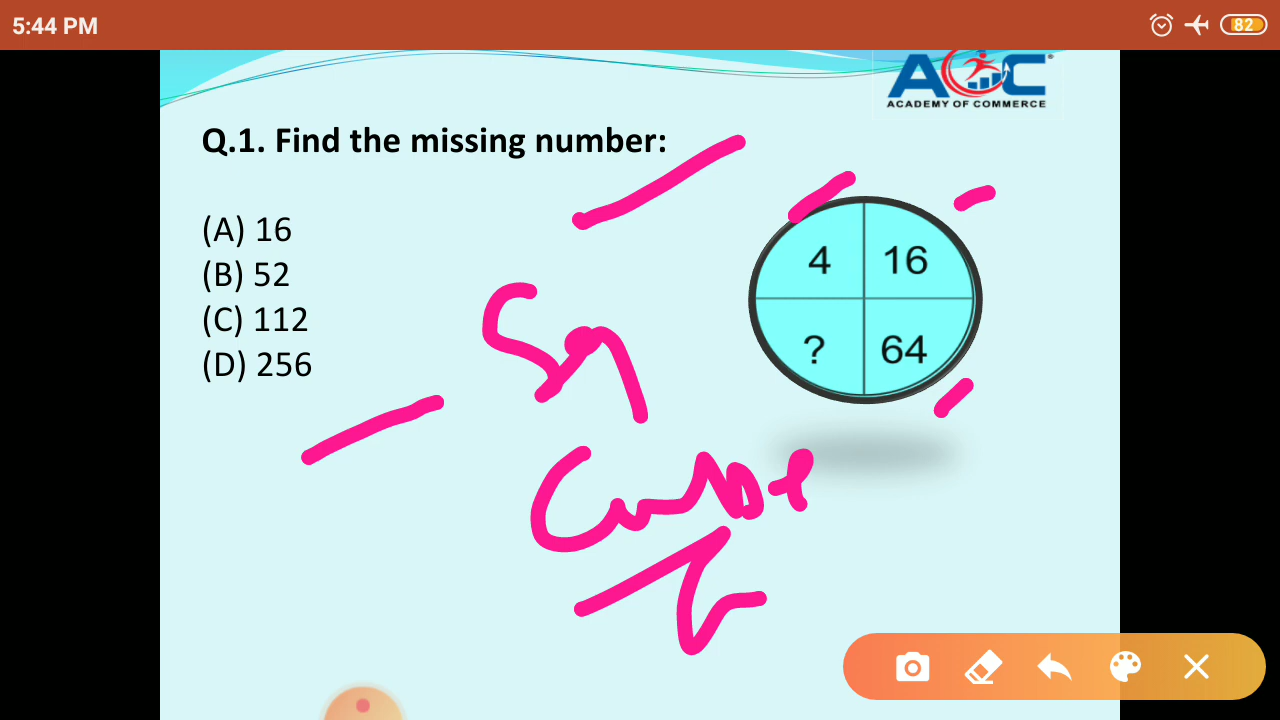 5:44 PM
82
AOC
ACADEMY OF COMMERCE
Q.1. Find the missing number:
(A) 16
(B) 52
(C) 112
(D) 256
4 16
? 64
Sq
Cube